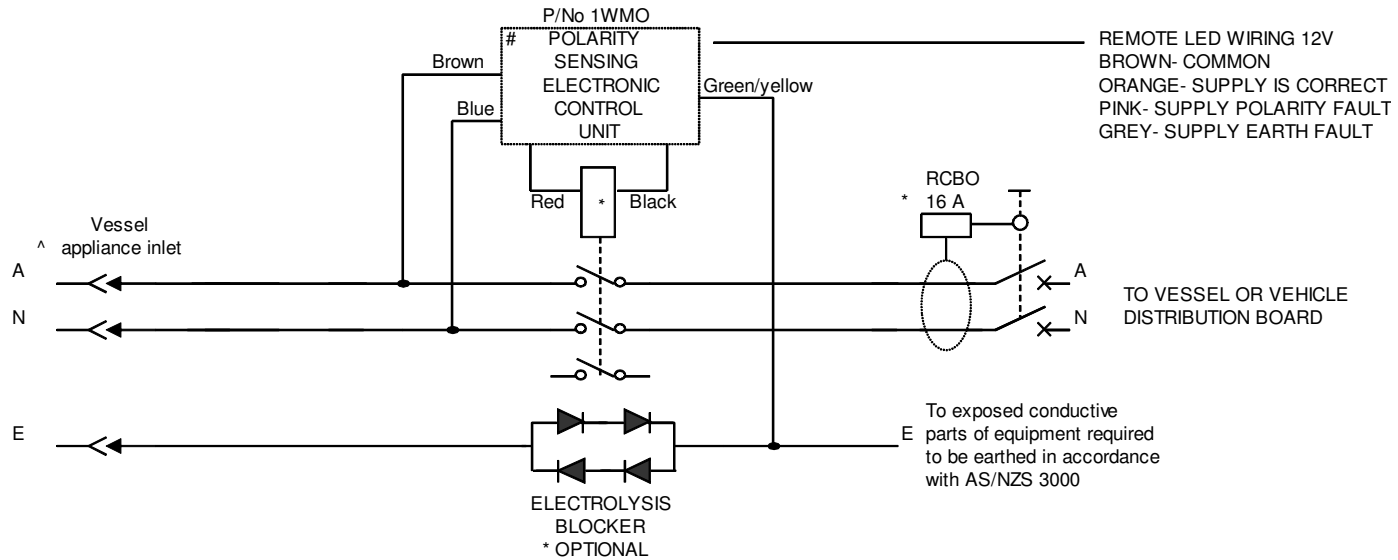 P/No 1WMO
# POLARITY
SENSING
ELECTRONIC
CONTROL
UNIT
Brown
Blue
Green/yellow
REMOTE LED WIRING 12V
BROWN- COMMON
ORANGE- SUPPLY IS CORRECT
PINK- SUPPLY POLARITY FAULT
GREY- SUPPLY EARTH FAULT
Red
*
Black
RCBO
* 16 A
Vessel
^ appliance inlet
A
A
N
N
TO VESSEL OR VEHICLE
DISTRIBUTION BOARD
E
E
To exposed conductive
parts of equipment required
to be earthed in accordance
with AS/NZS 3000
ELECTROLYSIS
BLOCKER
* OPTIONAL